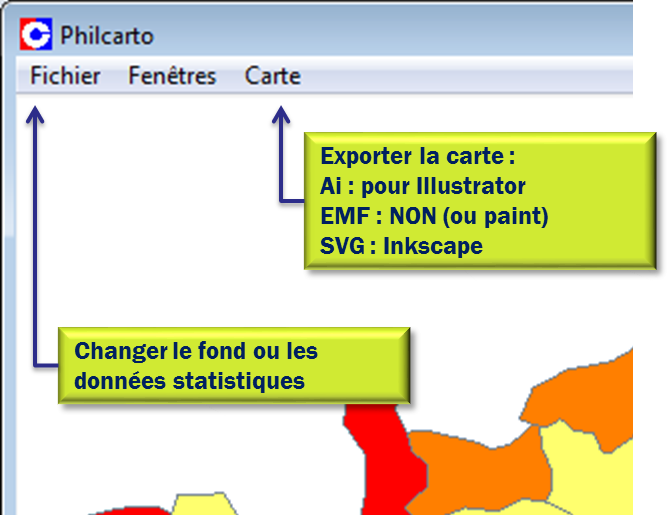 Philcarto
Fichier Fenêtres Carte
Exporter la carte :
Ai : pour Illustrator
EMF : NON (ou paint)
SVG : Inkscape
Changer le fond ou les
données statistiques